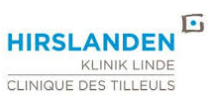 HIRSLANDEN
KLINIK LINDE
CLINIQUE DES TILLEULS